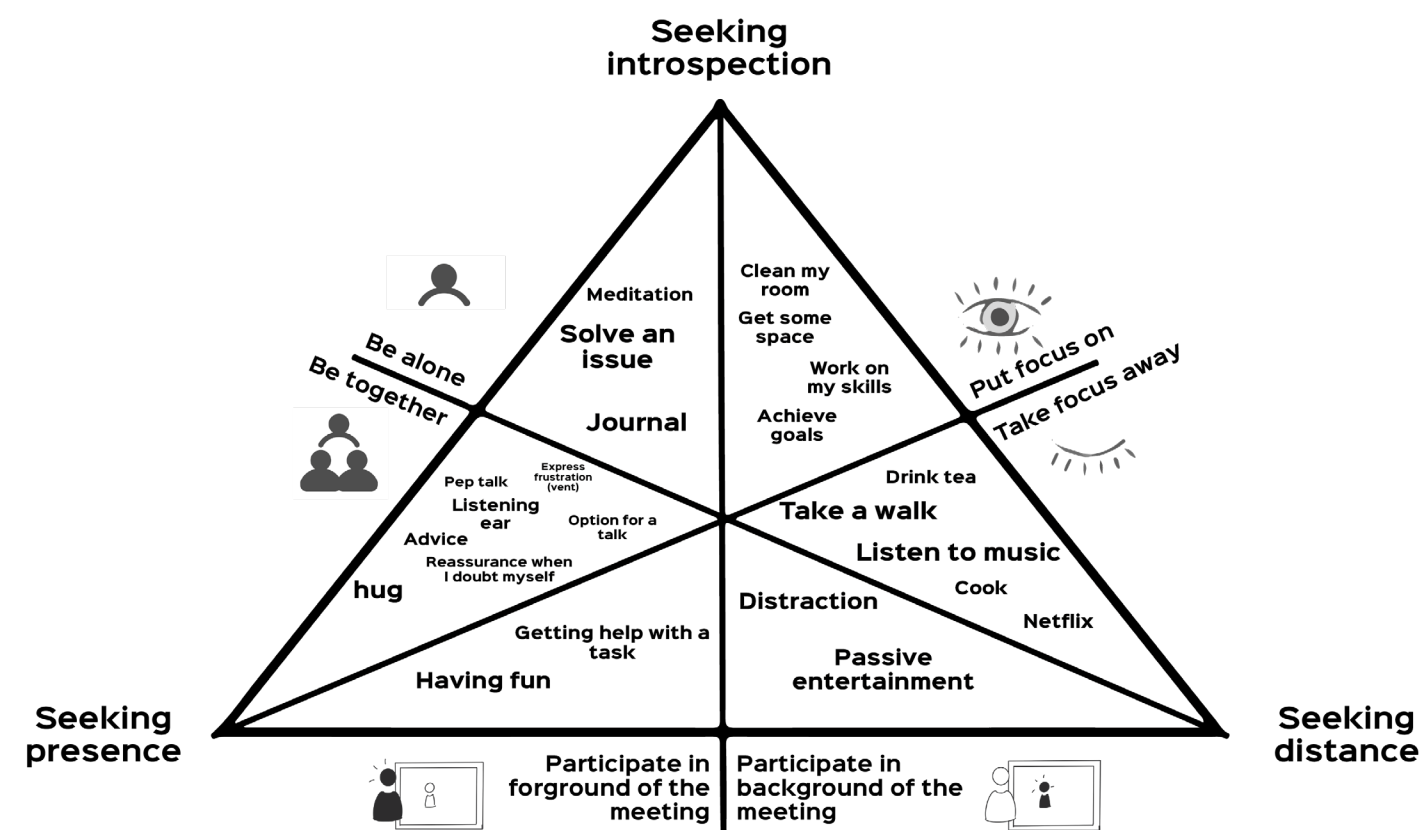 Seeking
introspection
Be alone
Be together
Put focus on
Take focus away
Meditation
Solve an
issue
Journal
Clean my
room
Get some
space
Work on
my skills
Achieve
goals
Pep talk
Express
frustration
(vent)
Listening
ear
Option for a
talk
Advice
Reassurance when
I doubt myself
hug
Drink tea
Take a walk
Listen to music
Cook
Netflix
Getting help with a
task
Having fun
Distraction
Passive
entertainment
Seeking
presence
Seeking
distance
Participate in
forground of the
meeting
Participate in
background of the
meeting